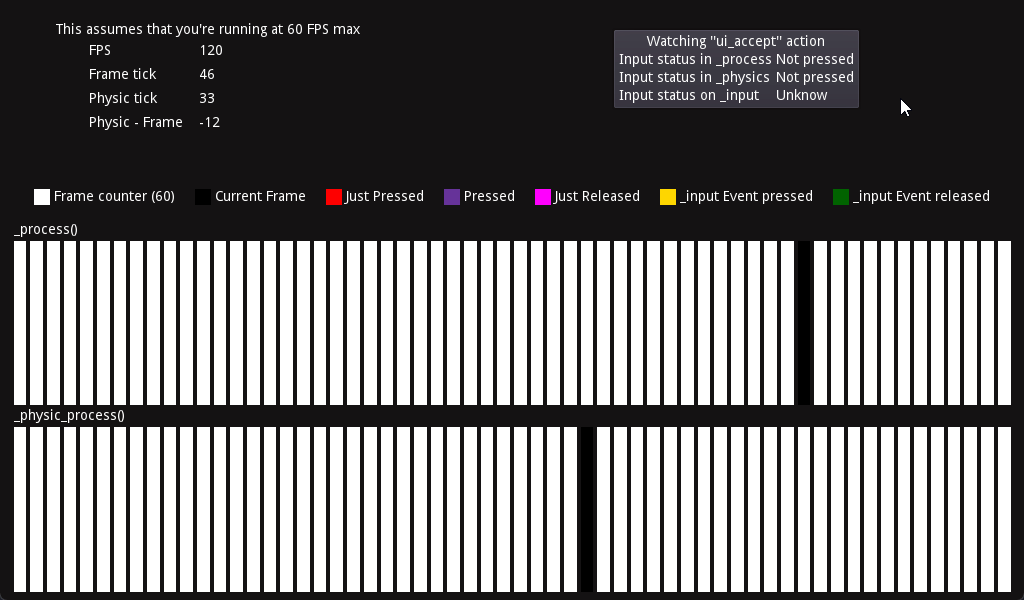 This assumes that you're running at 60 FPS max
FPS 120
Frame tick 46
Physic tick 33
Physic - Frame -12
Watching "ui_accept" action
Input status in _process Not pressed
Input status in _physics Not pressed
Input status on _input Unknow
Frame counter (60) Current Frame Just Pressed Pressed Just Released _input Event pressed _input Event released
_process()
_physic_process()